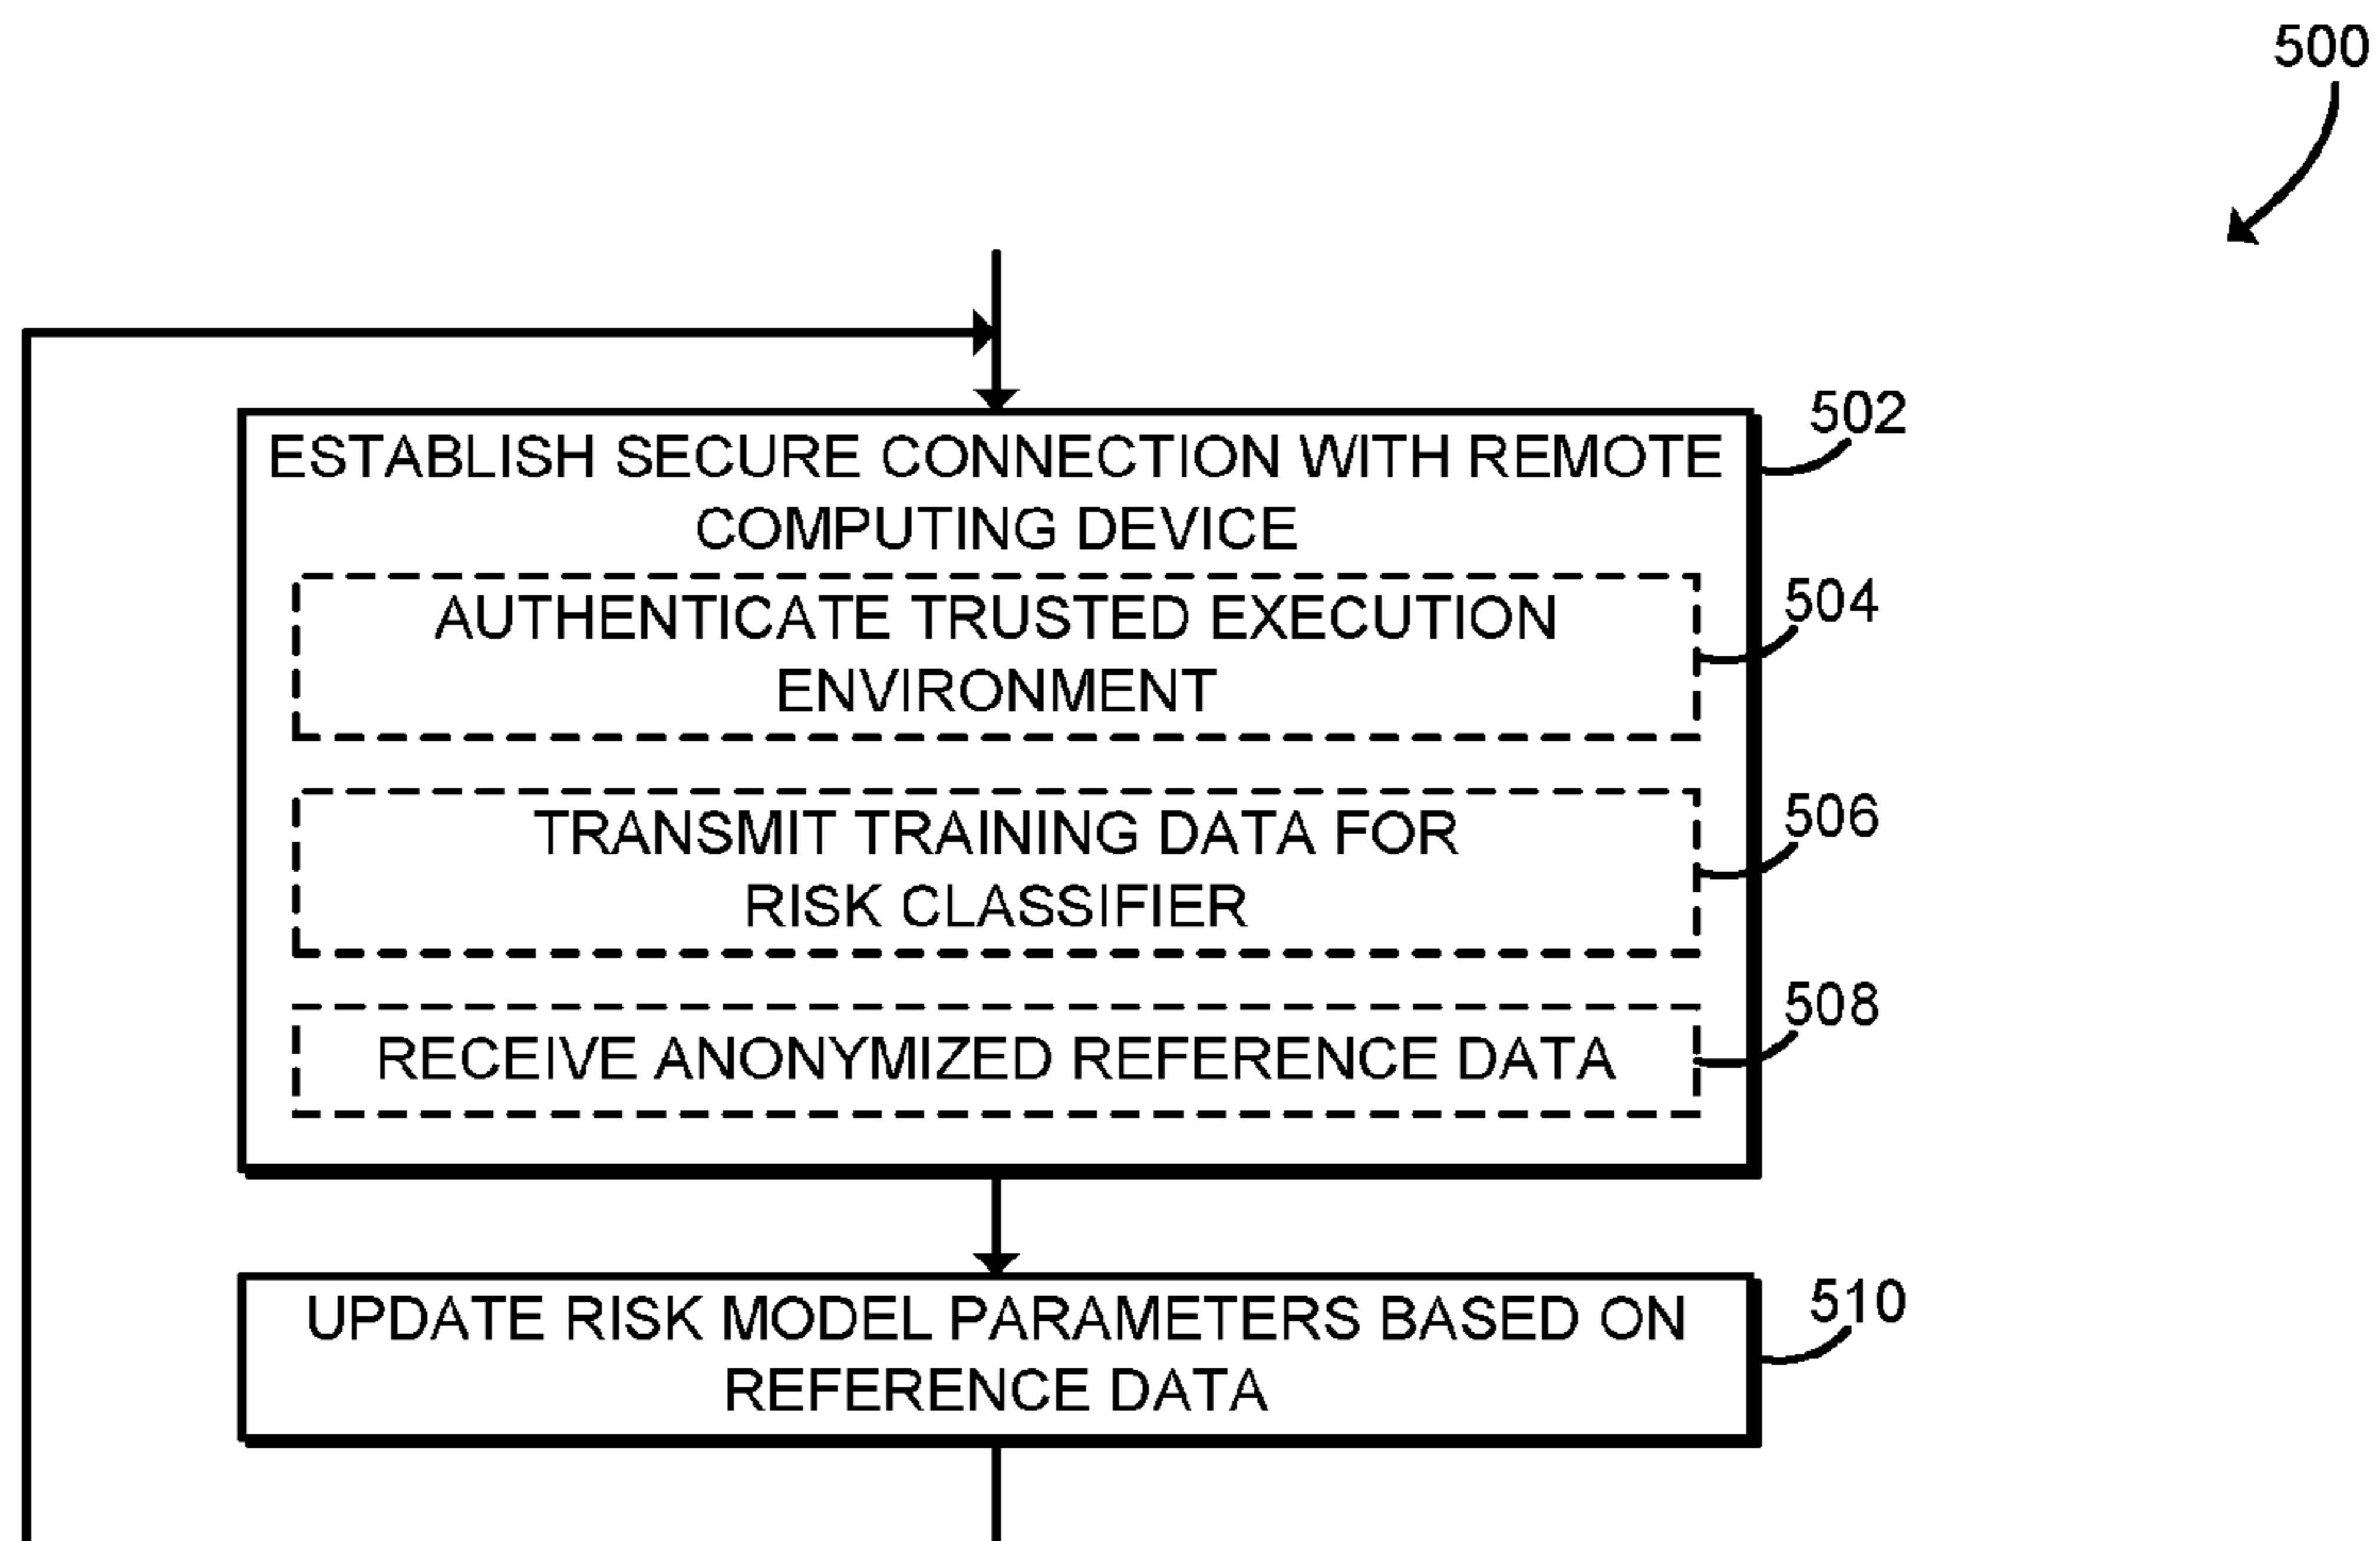 500
ESTABLISH SECURE CONNECTION WITH REMOTE
COMPUTING DEVICE
502
AUTHENTICATE TRUSTED EXECUTION
ENVIRONMENT
504
TRANSMIT TRAINING DATA FOR
RISK CLASSIFIER
506
RECEIVE ANONYMIZED REFERENCE DATA
508
UPDATE RISK MODEL PARAMETERS BASED ON
REFERENCE DATA
510